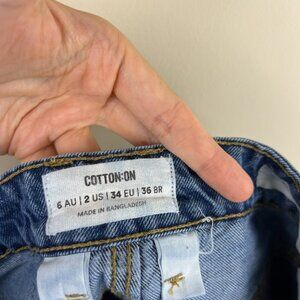 COTTON:ON
6 AU | 2 US | 34 EU | 36 BR
MADE IN BANGLADESH